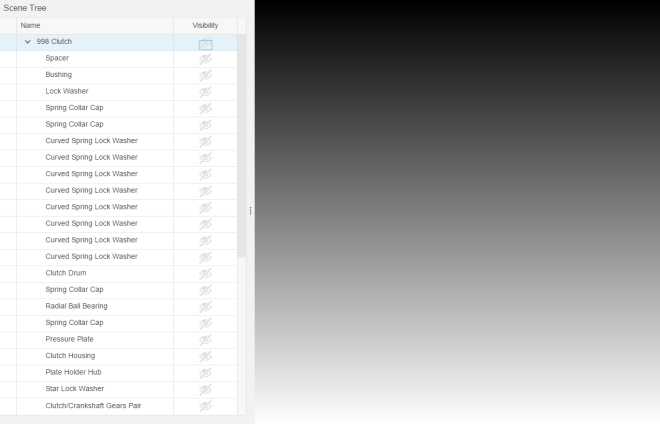 Scene Tree
Name Visibility
998 Clutch
Spacer
Bushing
Lock Washer
Spring Collar Cap
Spring Collar Cap
Curved Spring Lock Washer
Curved Spring Lock Washer
Curved Spring Lock Washer
Curved Spring Lock Washer
Curved Spring Lock Washer
Curved Spring Lock Washer
Curved Spring Lock Washer
Curved Spring Lock Washer
Clutch Drum
Spring Collar Cap
Radial Ball Bearing
Spring Collar Cap
Pressure Plate
Clutch Housing
Plate Holder Hub
Star Lock Washer
Clutch/Crankshaft Gears Pair